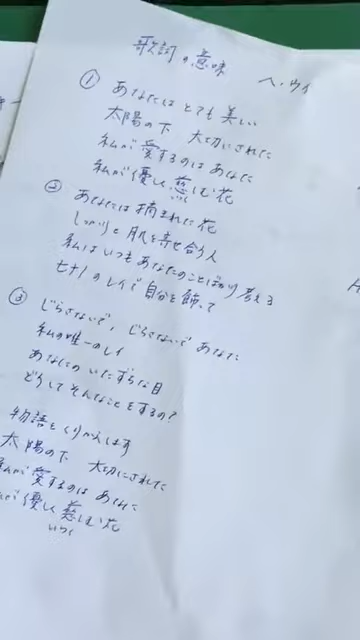 歌詞の意味 ヘ・ウイ
① あなたは とても 美しい
太陽の下 大切にされた
私が愛するのは あなた
私が優しく慈しむ花
いつく
② あなたは摘まれた花
しっかりと 肌を寄せ合う人
私は いつも あなたのことばかり 考える
ヒナノのレイで 自分を飾って
③ じらさないで, じらさないで あなた
私の唯一のレイ
あなたの いたずらな目
どうして そんなことをするの?
物語をくりかえします
太陽の下 大切にされた
私が愛するのは あなた
私が優しく慈しむ花
いつく